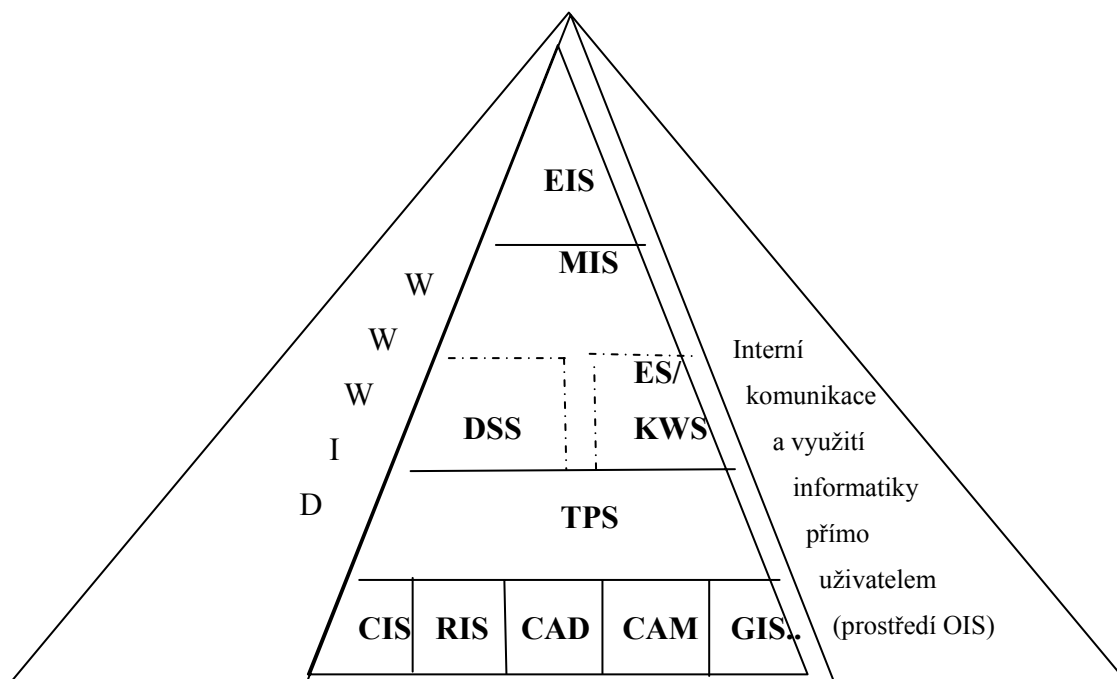 EIS
MIS
W
W
W
I
D
ES/
DSS KWS
TPS
CIS RIS CAD CAM GIS..
Interní
komunikace
a využití
informatiky
přímo
uživatelem
(prostředí OIS)